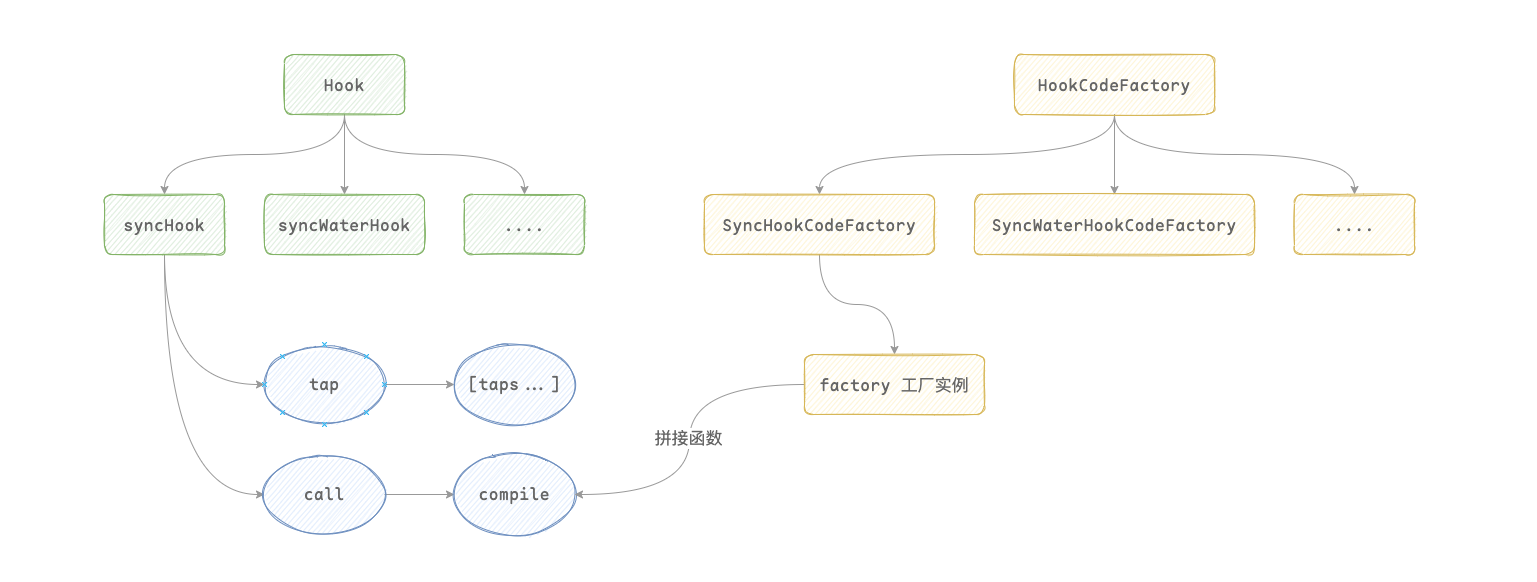 Hook
HookCodeFactory
syncHook
syncWaterHook
....
SyncHookCodeFactory
SyncWaterHookCodeFactory
....
tap
[taps...]
factory 工厂实例
拼接函数
call
compile